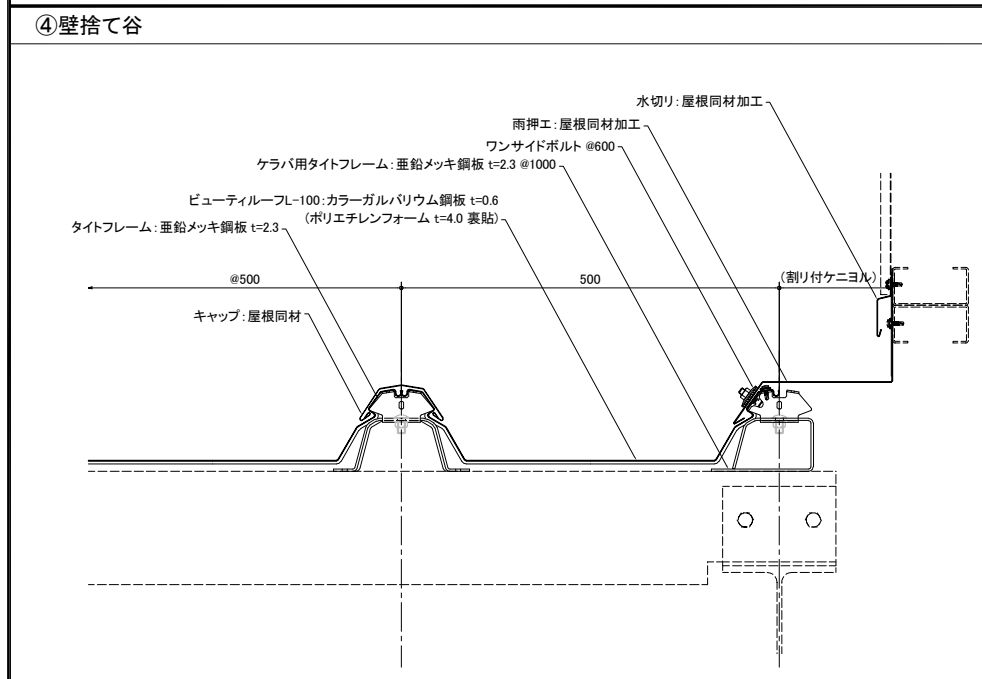 ④壁捨て谷
水切リ:屋根同材加工
雨押エ:屋根同材加工
ワンサイドボルト @600
ケラバ用タイトフレーム:亜鉛メッキ鋼板 t=2.3 @1000
ビューティルーフL-100:カラーガルバリウム鋼板 t=0.6
(ポリエチレンフォーム t=4.0 裏貼)
タイトフレーム:亜鉛メッキ鋼板 t=2.3
@500
500
(割リ付ケニヨル)
キャップ:屋根同材